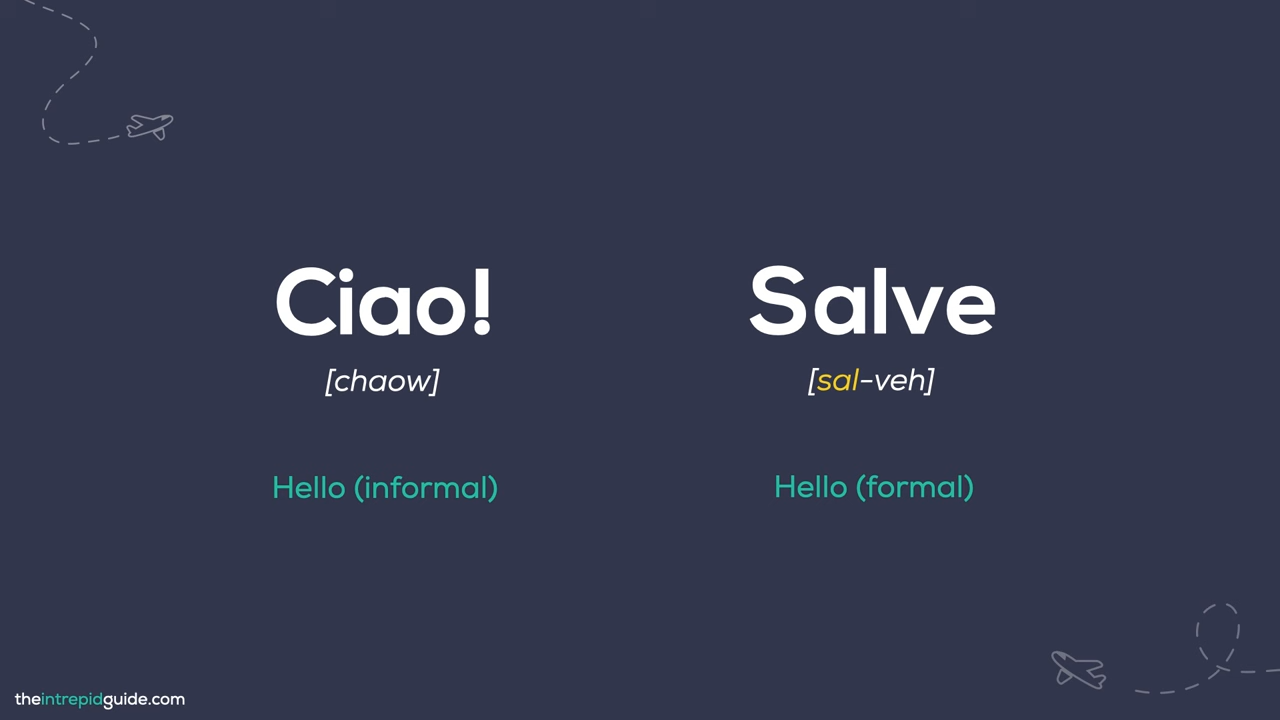 Ciao!
[chaow]
Hello (informal)
Salve
[sal-veh]
Hello (formal)
theintrepidguide.com